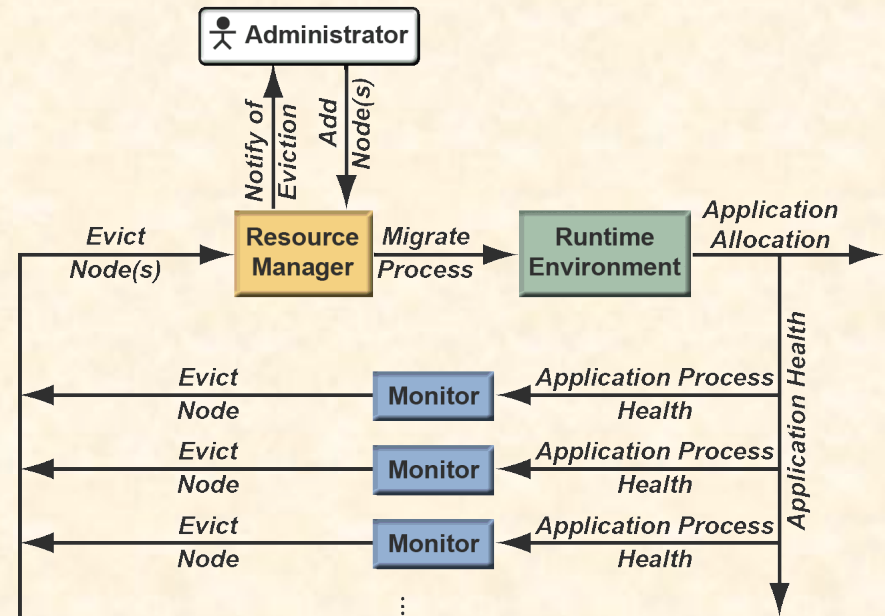 Administrator
Notify of
Eviction
Add
Node(s)
Evict
Node(s)
Resource
Manager
Migrate
Process
Runtime
Environment
Application
Allocation
Application Health
Evict
Node
Monitor
Application Process
Health
Evict
Node
Monitor
Application Process
Health
Evict
Node
Monitor
Application Process
Health
...